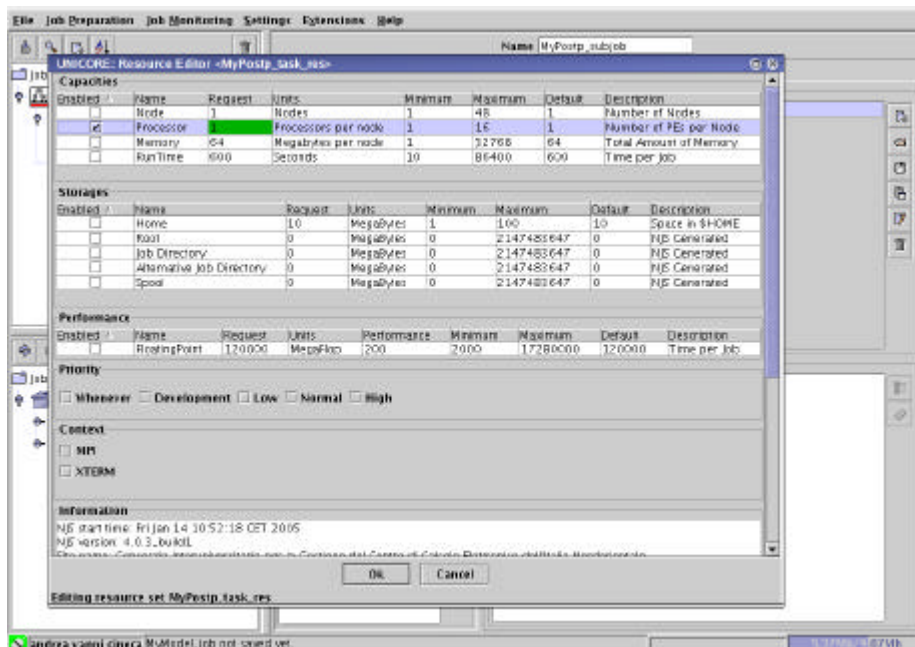 File Job Preparation Job Monitoring Settings Extensions Help
Name MyPostp_subjob
UNICORE: Resource Editor <MyPostp_task_res>
Job
Capacities
Enabled Name Request Units Minimum Maximum Default Description
Node 1 Nodes 1 48 1 Number of Nodes
Processor 1 Processors per node 1 16 1 Number of PEs per Node
Memory 64 Megabytes per node 1 32768 64 Total Amount of Memory
RunTime 600 Seconds 10 86400 600 Time per Job
Storages
Enabled Name Request Units Minimum Maximum Default Description
Home 10 MegaBytes 1 100 10 Space in $HOME
Root 0 MegaBytes 0 2147483647 0 NJS Generated
Job Directory 0 MegaBytes 0 2147483647 0 NJS Generated
Alternative Job Directory 0 MegaBytes 0 2147483647 0 NJS Generated
Spool 0 MegaBytes 0 2147483647 0 NJS Generated
Performance
Enabled Name Request Units Performance Minimum Maximum Default Description
FloatingPoint 120000 MegaFlop 200 2000 17280000 120000 Time per Job
Priority
Job
Whenever Development Low Normal High
Context
MPI
XTERM
Information
NJS start time: Fri Jan 14 10:52:18 CET 2005
NJS version: 4.0.3_build1
Ok Cancel
Editing resource set MyPostp_task_res
andrea vanni cineca MyModel job not saved yet